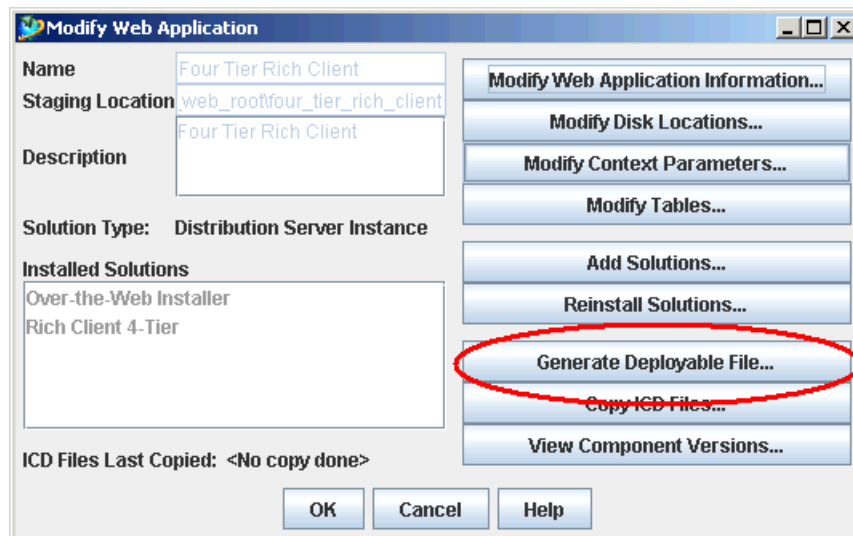 Modify Web Application
Name
Four Tier Rich Client
Staging Location
_web_root\four_tier_rich_client
Description
Four Tier Rich Client
Solution Type: Distribution Server Instance
Installed Solutions
Over-the-Web Installer
Rich Client 4-Tier
ICD Files Last Copied: <No copy done>
Modify Web Application Information...
Modify Disk Locations...
Modify Context Parameters...
Modify Tables...
Add Solutions...
Reinstall Solutions...
Generate Deployable File...
Copy ICD Files...
View Component Versions...
OK Cancel Help